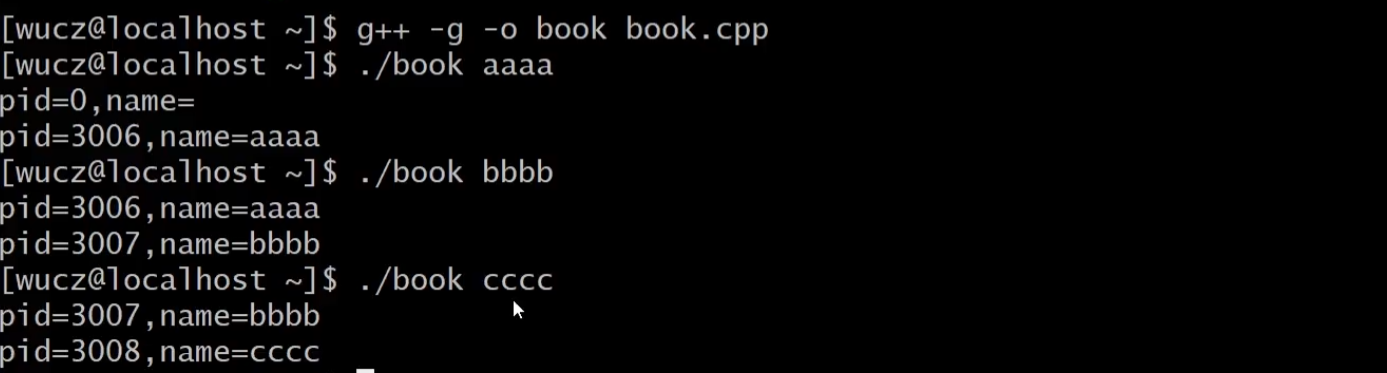 [wucz@localhost ~]$ g++ -g -o book book.cpp
[wucz@localhost ~]$ ./book aaaa
pid=0,name=
pid=3006,name=aaaa
[wucz@localhost ~]$ ./book bbbb
pid=3006,name=aaaa
pid=3007,name=bbbb
[wucz@localhost ~]$ ./book cccc
pid=3007,name=bbbb
pid=3008,name=cccc